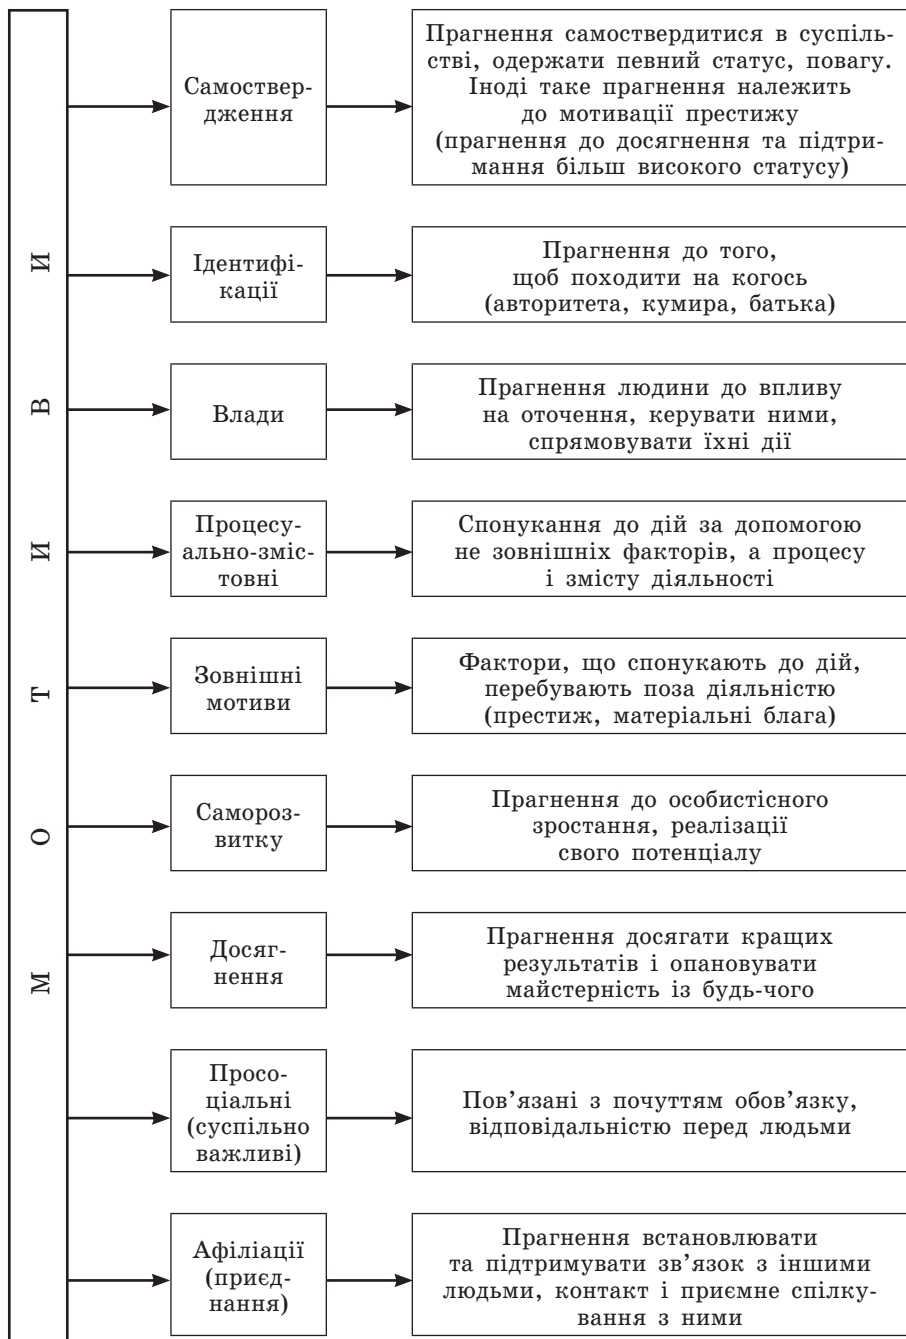 МОТИВИ
Самоствер-
дження
Прагнення самоствердитися в суспіль-
стві, одержати певний статус, повагу.
Іноді таке прагнення належить
до мотивації престижу
(прагнення до досягнення та підтри-
мання більш високого статусу)
Ідентифі-
кації
Прагнення до того,
щоб походити на когось
(авторитета, кумира, батька)
Влади
Прагнення людини до впливу
на оточення, керувати ними,
спрямовувати їхні дії
Процесу-
ально-зміс-
товні
Спонукання до дій за допомогою
не зовнішніх факторів, а процесу
і змісту діяльності
Зовнішні
мотиви
Фактори, що спонукають до дій,
перебувають поза діяльністю
(престиж, матеріальні блага)
Самороз-
витку
Прагнення до особистісного
зростання, реалізації
свого потенціалу
Досяг-
нення
Прагнення досягати кращих
результатів і опановувати
майстерність із будь-чого
Просо-
ціальні
(суспільно
важливі)
Пов’язані з почуттям обов’язку,
відповідальністю перед людьми
Афіліації
(приєд-
нання)
Прагнення встановлювати
та підтримувати зв’язок з іншими
людьми, контакт і приємне спілку-
вання з ними